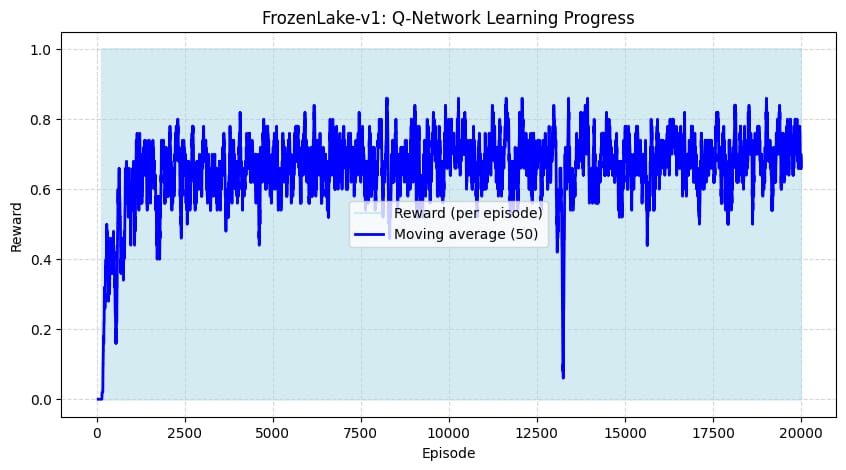 FrozenLake-v1: Q-Network Learning Progress
1.0
0.8
0.6
0.4
0.2
0.0
Reward
Reward (per episode)
Moving average (50)
0 2500 5000 7500 10000 12500 15000 17500 20000
Episode